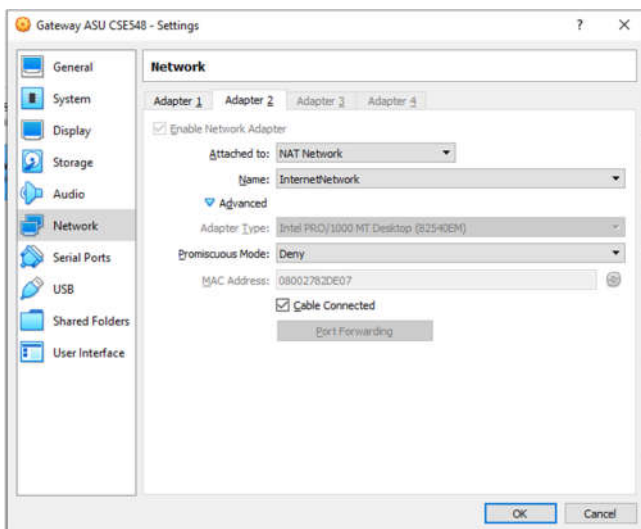 Gateway ASU CSE548 - Settings ? ×
General
System
Display
Storage
Audio
Network
Serial Ports
USB
Shared Folders
User Interface
Network
Adapter 1 Adapter 2 Adapter 3 Adapter 4
Enable Network Adapter
Attached to: NAT Network
Name: InternetNetwork
Advanced
Adapter Type: Intel PRO/1000 MT Desktop (82540EM)
Promiscuous Mode: Deny
MAC Address: 08002782DE07
Cable Connected
Port Forwarding
OK Cancel